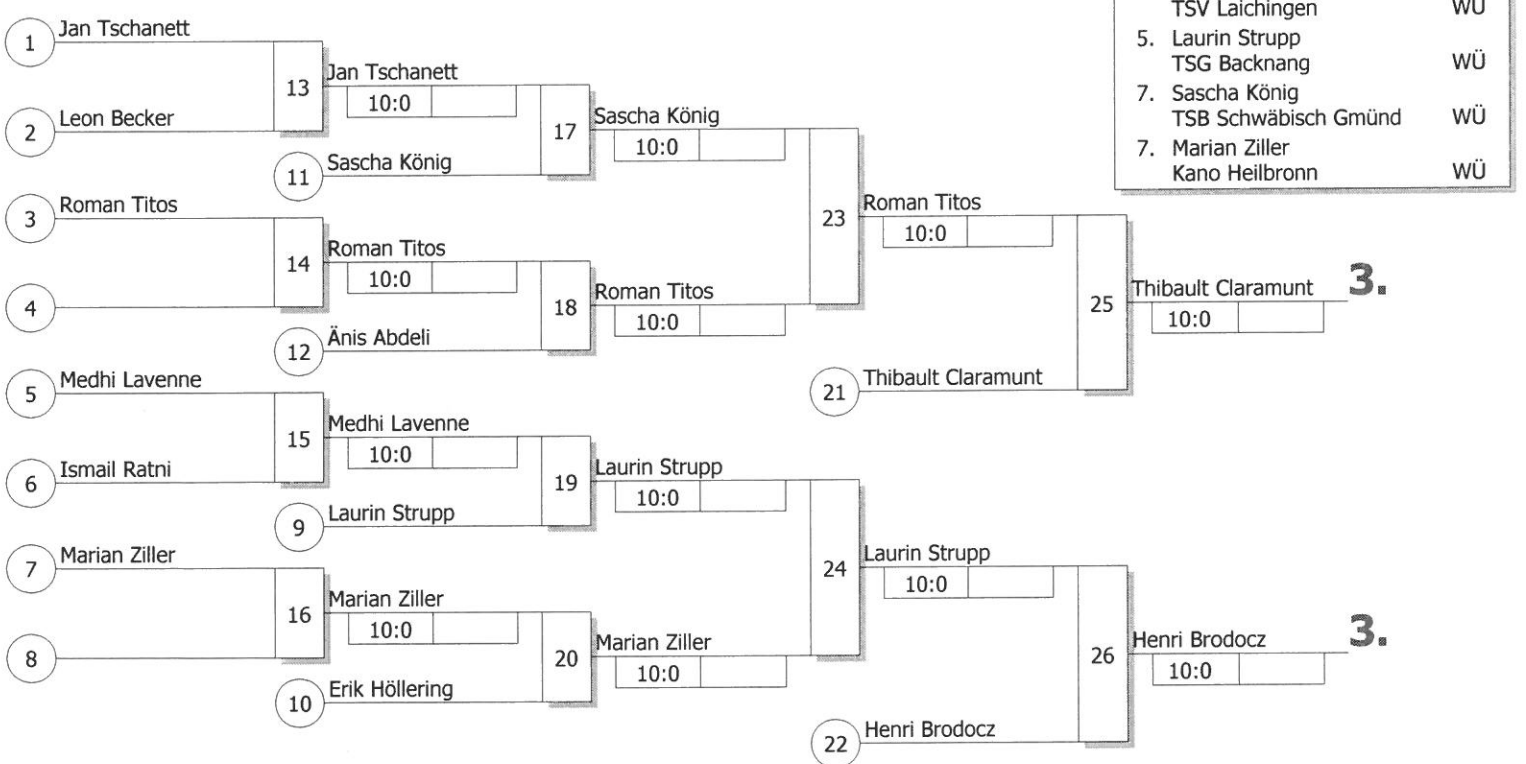 TSV Laichingen WÜ
5. Laurin Strupp
TSG Backnang WÜ
7. Sascha König
TSB Schwäbisch Gmünd WÜ
7. Marian Ziller
Kano Heilbronn WÜ
1 Jan Tschanett
13
2 Leon Becker
Jan Tschanett
10:0
17
11 Sascha König
Sascha König
10:0
3 Roman Titos
14
4
Roman Titos
10:0
18
12 Änis Abdeli
Roman Titos
10:0
23
Roman Titos
10:0
25
21 Thibault Claramunt
Thibault Claramunt 3.
10:0
5 Medhi Lavenne
15
6 Ismail Ratni
Medhi Lavenne
10:0
19
9 Laurin Strupp
Laurin Strupp
10:0
7 Marian Ziller
16
8
Marian Ziller
10:0
20
10 Erik Höllering
Marian Ziller
10:0
24
Laurin Strupp
10:0
26
22 Henri Brodocz
Henri Brodocz 3.
10:0